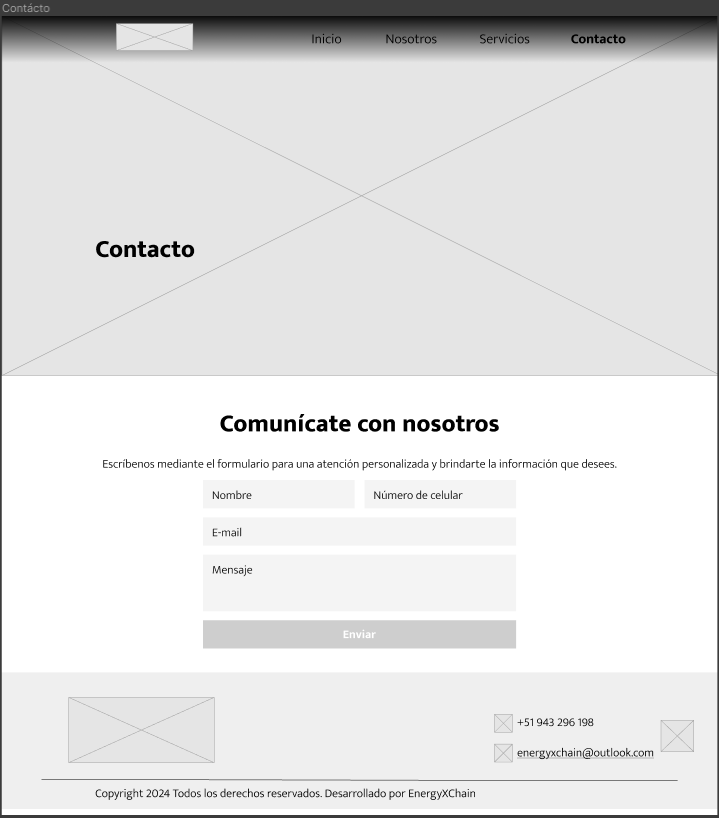 Contácto
Inicio Nosotros Servicios Contacto
Contacto
Comunícate con nosotros
Escríbenos mediante el formulario para una atención personalizada y brindarte la información que desees.
Nombre Número de celular
E-mail
Mensaje
Enviar
+51 943 296 198
energyxchain@outlook.com
Copyright 2024 Todos los derechos reservados. Desarrollado por EnergyXChain